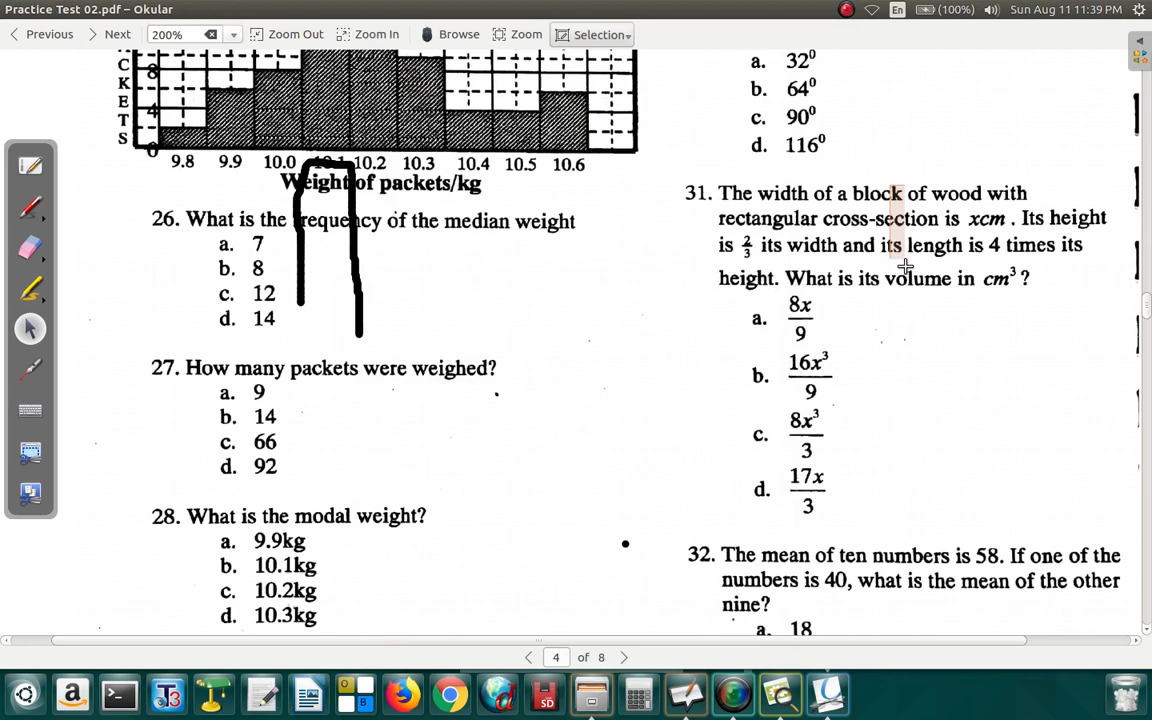 Practice Test 02.pdf - Okular
En
(100%)
Sun Aug 11 11:39 PM
Previous
Next
200%
Zoom Out
Zoom In
Browse
Zoom
Selection
C
K
E
T
S
8
4
0
9.8 9.9 10.0 10.2 10.3 10.4 10.5 10.6
Weight of packets/kg
26. What is the frequency of the median weight
a. 7
b. 8
c. 12
d. 14
27. How many packets were weighed?
a. 9
b. 14
c. 66
d. 92
28. What is the modal weight?
a. 9.9kg
b. 10.1kg
c. 10.2kg
d. 10.3kg
a. 32⁰
b. 64⁰
c. 90⁰
d. 116⁰
31. The width of a block of wood with
rectangular cross-section is xcm . Its height
is 2/3 its width and its length is 4 times its
height. What is its volume in cm³ ?
a. 8x/9
b. 16x³/9
c. 8x³/3
d. 17x/3
32. The mean of ten numbers is 58. If one of the
numbers is 40, what is the mean of the other
nine?
a. 18
4 of 8
SD